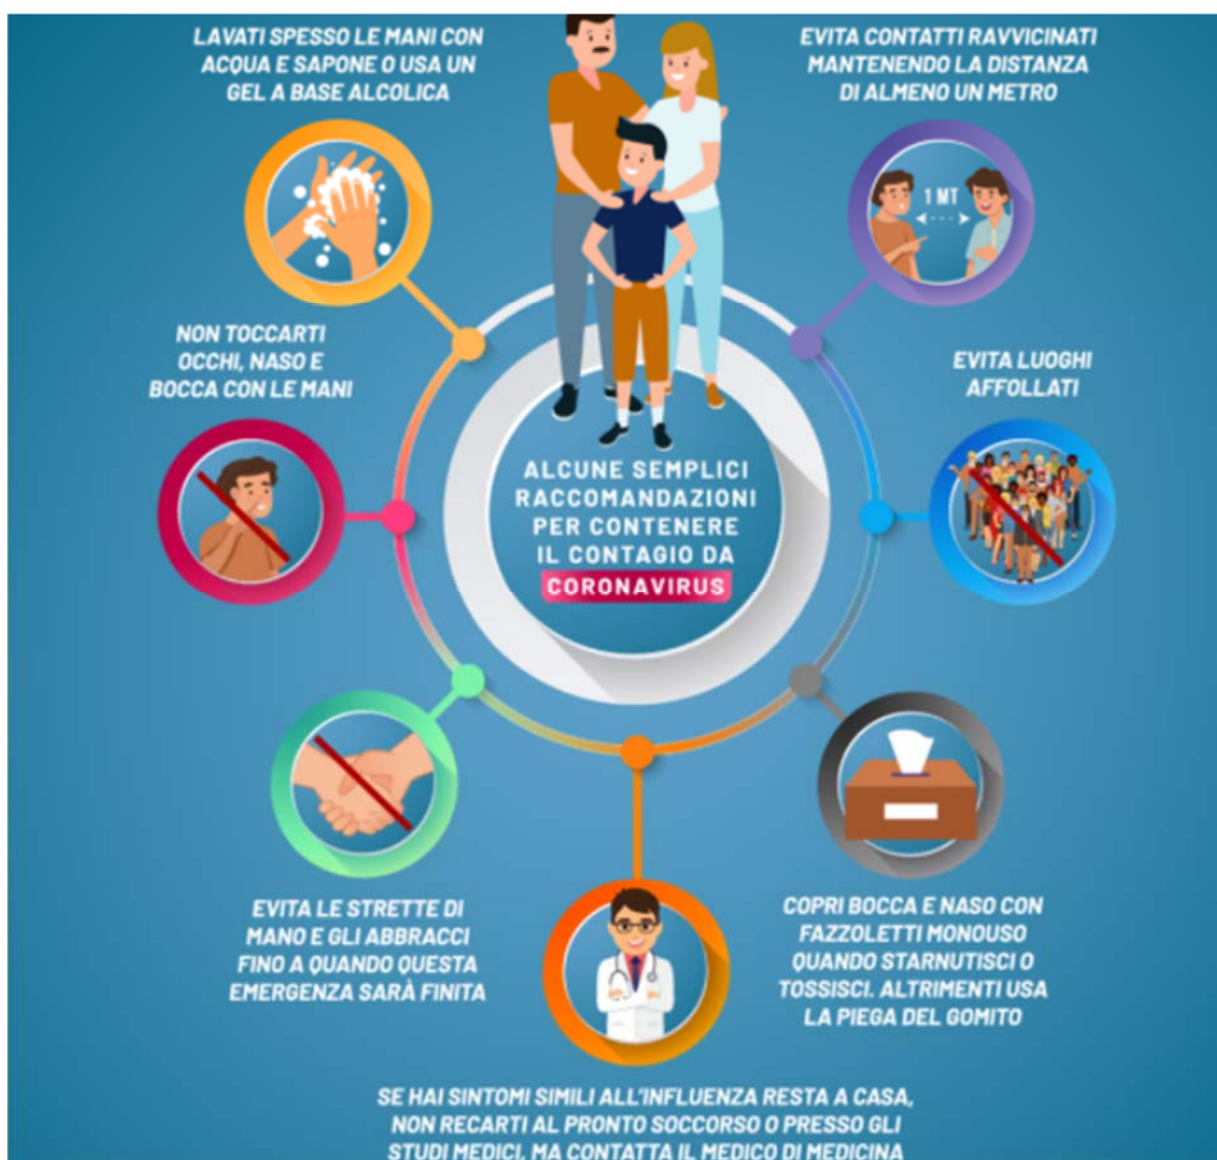 LAVATI SPESSO LE MANI CON
ACQUA E SAPONE O USA UN
GEL A BASE ALCOLICA
EVITA CONTATTI RAVVICINATI
MANTENENDO LA DISTANZA
DI ALMENO UN METRO
1 MT
NON TOCCARTI
OCCHI, NASO E
BOCCA CON LE MANI
EVITA LUOGHI
AFFOLLATI
ALCUNE SEMPLICI
RACCOMANDAZIONI
PER CONTENERE
IL CONTAGIO DA
CORONAVIRUS
EVITA LE STRETTE DI
MANO E GLI ABBRACCI
FINO A QUANDO QUESTA
EMERGENZA SARÀ FINITA
COPRI BOCCA E NASO CON
FAZZOLETTI MONOUSO
QUANDO STARNUTISCI O
TOSSISCI. ALTRIMENTI USA
LA PIEGA DEL GOMITO
SE HAI SINTOMI SIMILI ALL'INFLUENZA RESTA A CASA,
NON RECARTI AL PRONTO SOCCORSO O PRESSO GLI
STUDI MEDICI, MA CONTATTA IL MEDICO DI MEDICINA